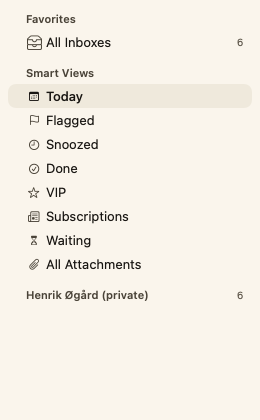 Favorites
All Inboxes 6
Smart Views
Today
Flagged
Snoozed
Done
VIP
Subscriptions
Waiting
All Attachments
Henrik Øgård (private) 6